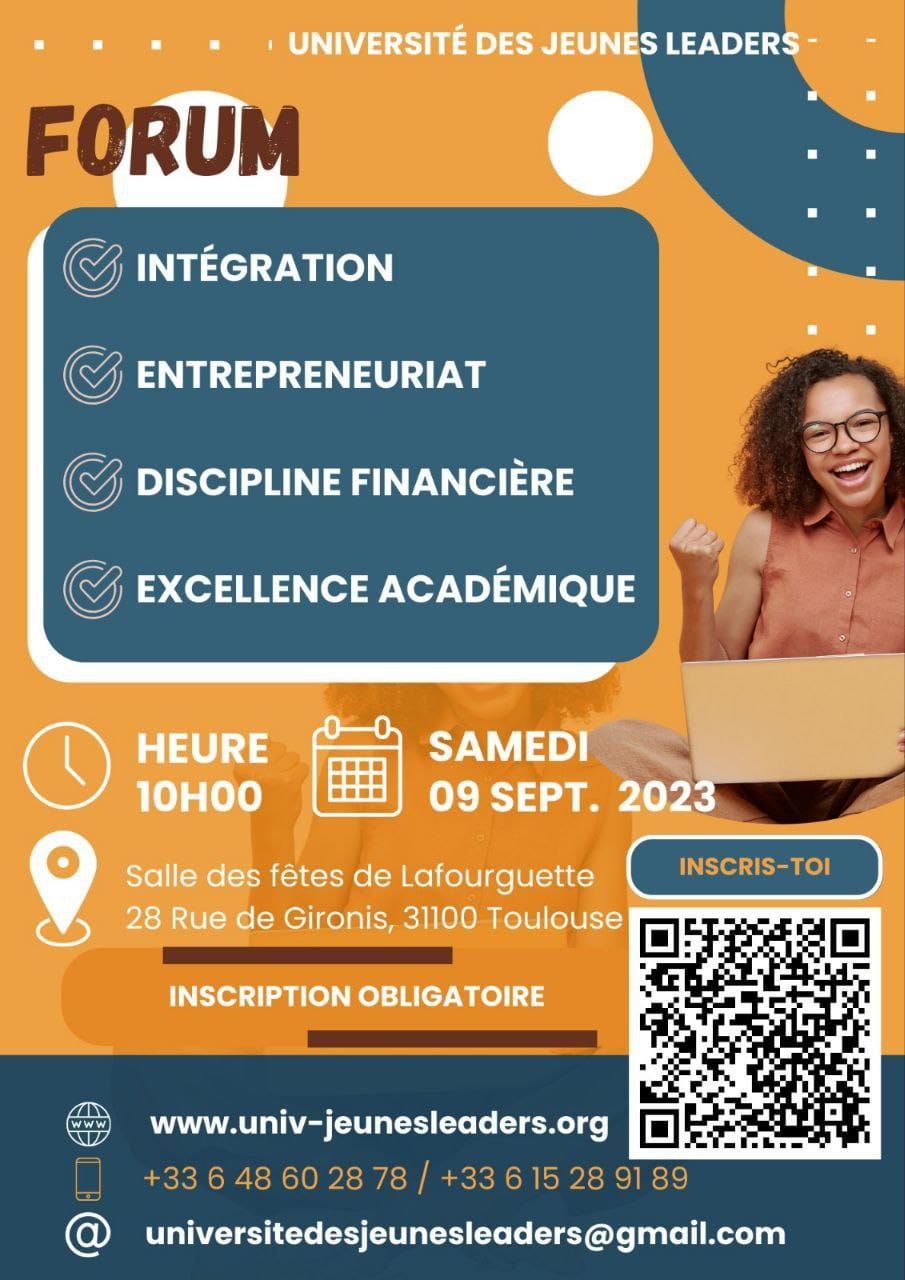 UNIVERSITÉ DES JEUNES LEADERS
FORUM
INTÉGRATION
ENTREPRENEURIAT
DISCIPLINE FINANCIÈRE
EXCELLENCE ACADÉMIQUE
HEURE
10H00
SAMEDI
09 SEPT. 2023
Salle des fêtes de Lafourguette
28 Rue de Gironis, 31100 Toulouse
INSCRIS-TOI
INSCRIPTION OBLIGATOIRE
WWW
www.univ-jeunesleaders.org
+33 6 48 60 28 78 / +33 6 15 28 91 89
@ universitedesjeunesleaders@gmail.com